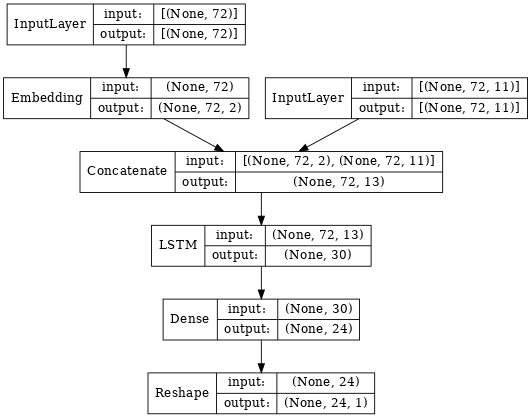 InputLayer input: [(None, 72)]
output: [(None, 72)]
Embedding input: (None, 72)
output: (None, 72, 2)
InputLayer input: [(None, 72, 11)]
output: [(None, 72, 11)]
Concatenate input: [(None, 72, 2), (None, 72, 11)]
output: (None, 72, 13)
LSTM input: (None, 72, 13)
output: (None, 30)
Dense input: (None, 30)
output: (None, 24)
Reshape input: (None, 24)
output: (None, 24, 1)